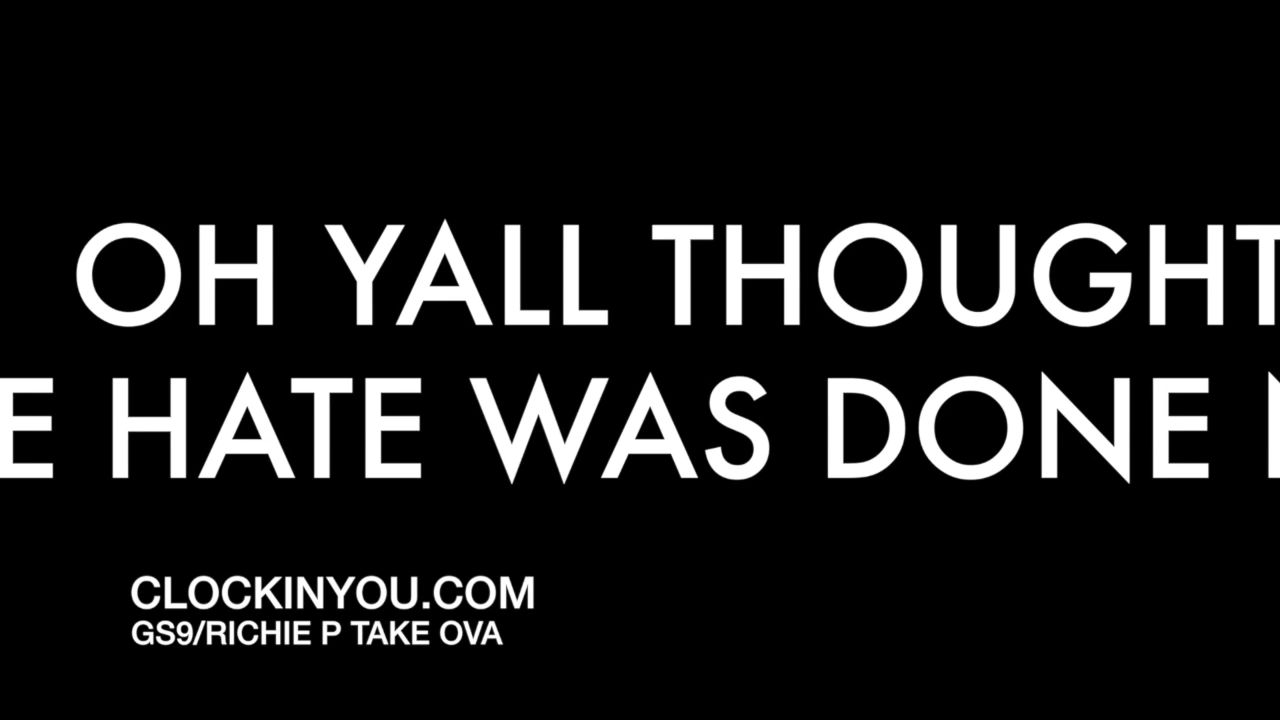 OH YALL THOUGHT
HATE WAS DONE
CLOCKINYOU.COM
GS9/RICHIE P TAKE OVA